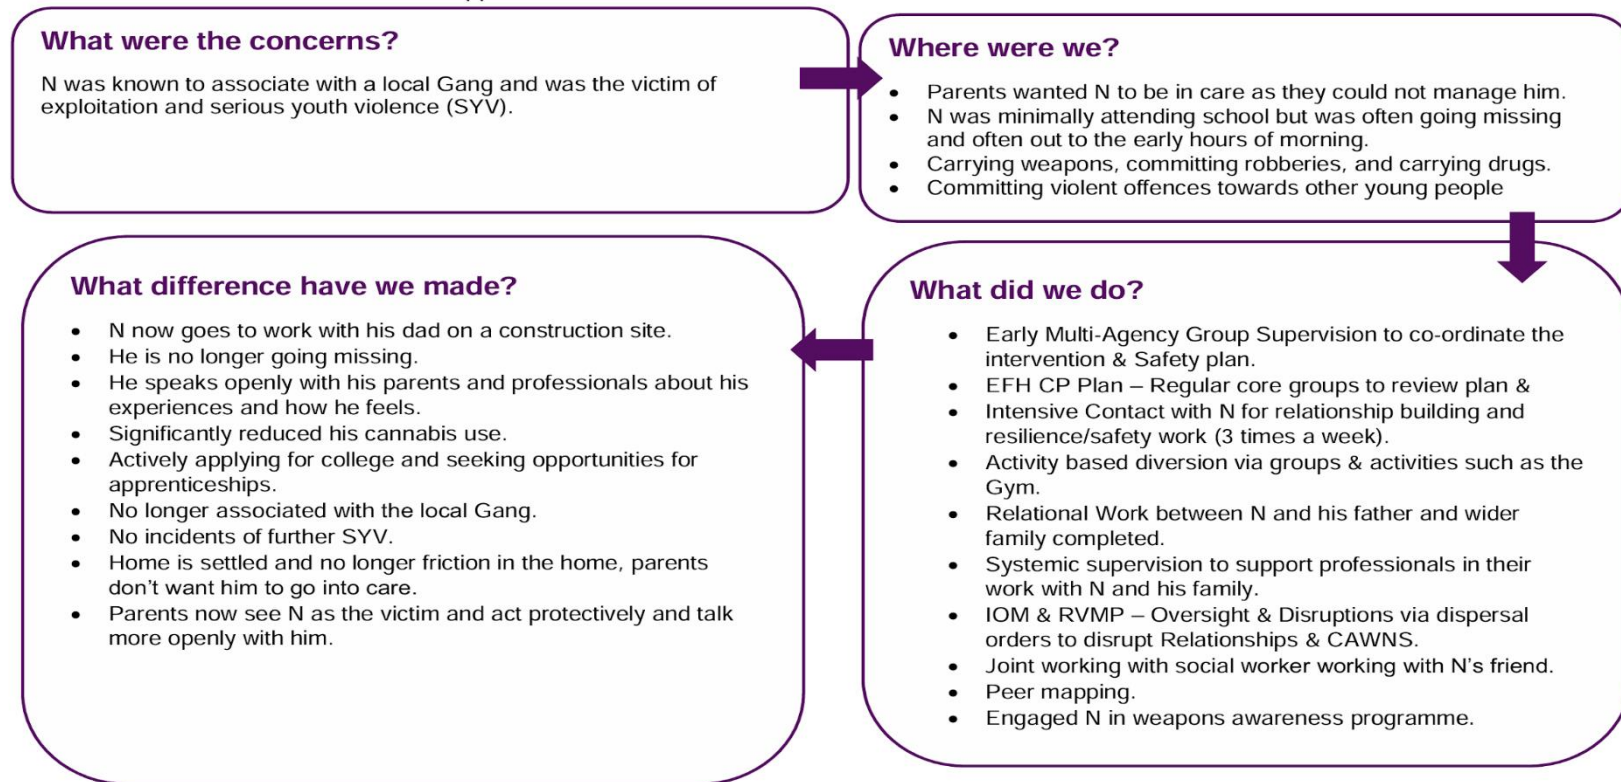 What were the concerns?
N was known to associate with a local Gang and was the victim of
exploitation and serious youth violence (SYV).
Where were we?
• Parents wanted N to be in care as they could not manage him.
• N was minimally attending school but was often going missing
and often out to the early hours of morning.
• Carrying weapons, committing robberies, and carrying drugs.
• Committing violent offences towards other young people
What did we do?
• Early Multi-Agency Group Supervision to co-ordinate the
intervention & Safety plan.
• EFH CP Plan – Regular core groups to review plan &
• Intensive Contact with N for relationship building and
resilience/safety work (3 times a week).
• Activity based diversion via groups & activities such as the
Gym.
• Relational Work between N and his father and wider
family completed.
• Systemic supervision to support professionals in their
work with N and his family.
• IOM & RVMP – Oversight & Disruptions via dispersal
orders to disrupt Relationships & CAWNS.
• Joint working with social worker working with N's friend.
• Peer mapping.
• Engaged N in weapons awareness programme.
What difference have we made?
• N now goes to work with his dad on a construction site.
• He is no longer going missing.
• He speaks openly with his parents and professionals about his
experiences and how he feels.
• Significantly reduced his cannabis use.
• Actively applying for college and seeking opportunities for
apprenticeships.
• No longer associated with the local Gang.
• No incidents of further SYV.
• Home is settled and no longer friction in the home, parents
don't want him to go into care.
• Parents now see N as the victim and act protectively and talk
more openly with him.